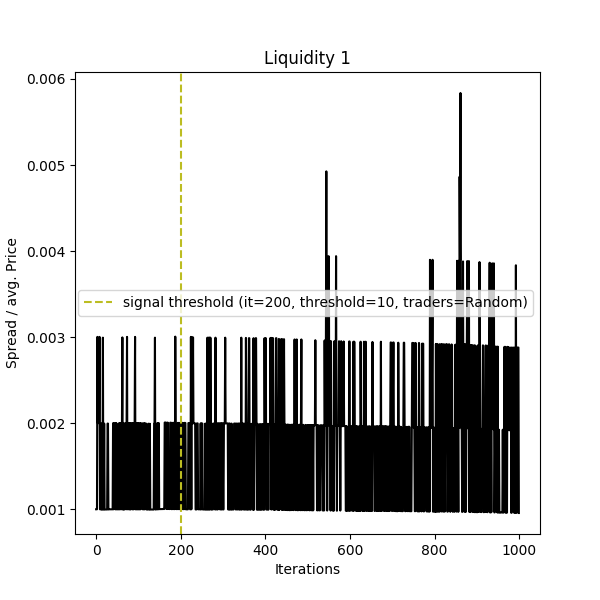 Liquidity 1
0.006
0.005
0.004
0.003
0.002
0.001
Spread / avg. Price
signal threshold (it=200, threshold=10, traders=Random)
0 200 400 600 800 1000
Iterations